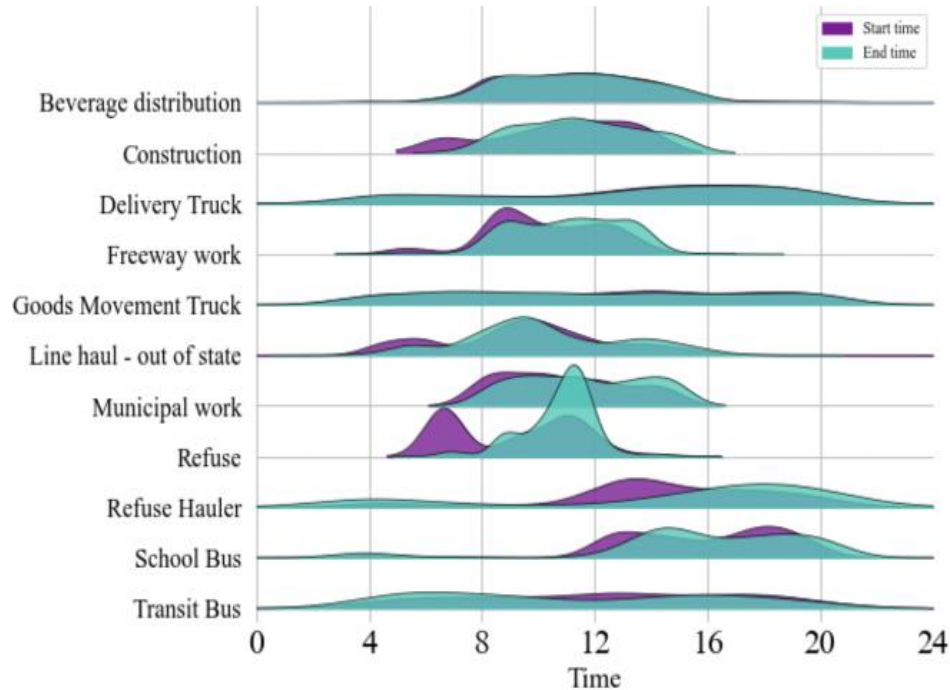 Start time
End time
Beverage distribution
Construction
Delivery Truck
Freeway work
Goods Movement Truck
Line haul - out of state
Municipal work
Refuse
Refuse Hauler
School Bus
Transit Bus
0 4 8 12 16 20 24
Time